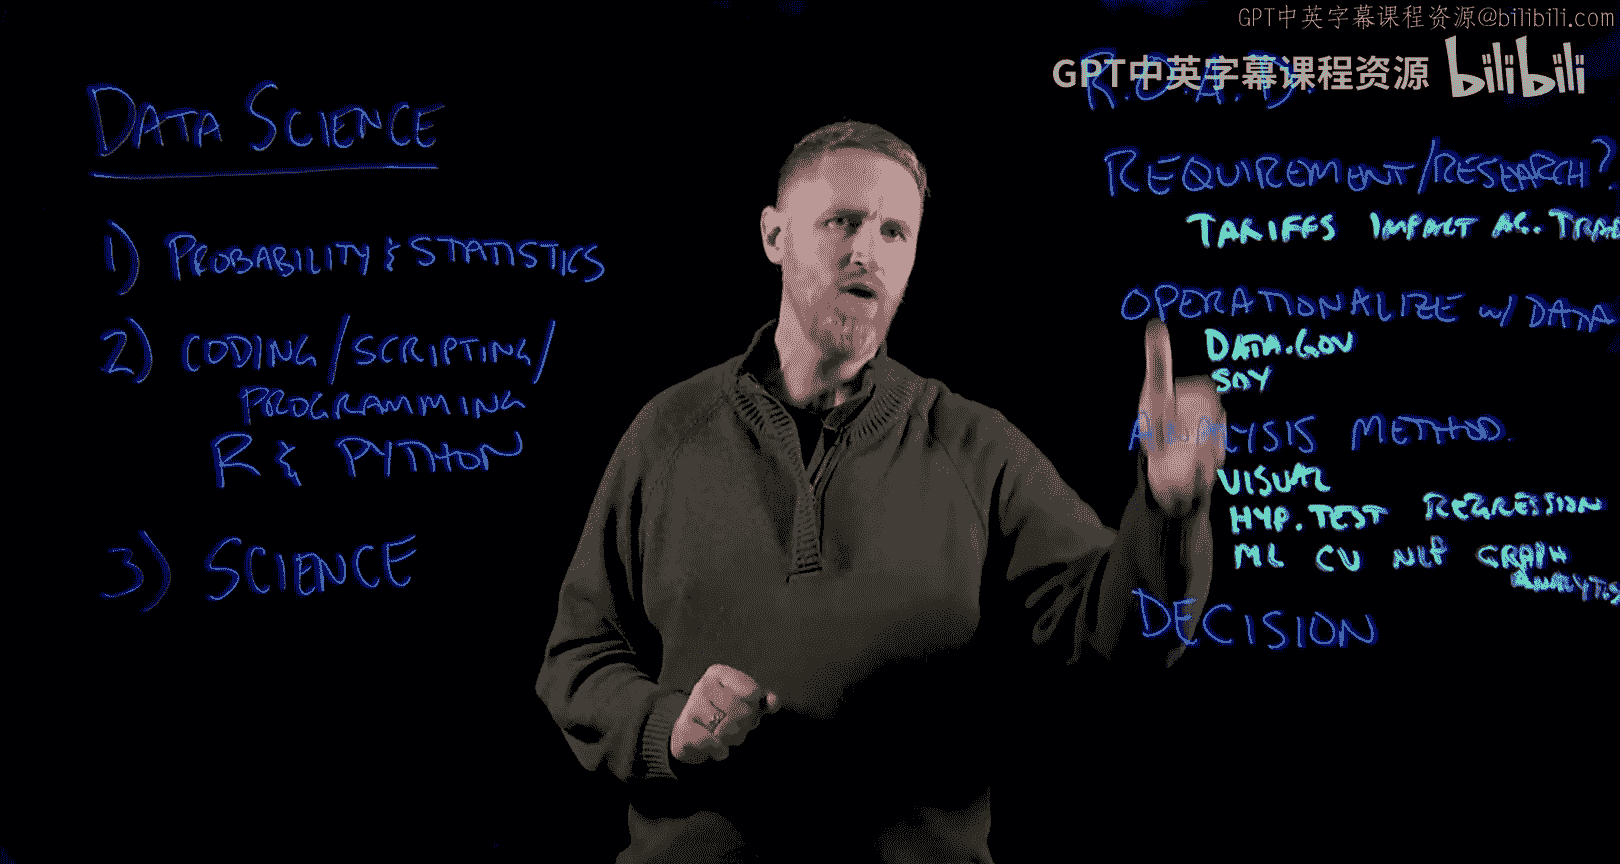 GPT中英字幕课程资源@bilibili.com
GPT中英字幕课程资源 bilibili
DATA SCIENCE
1) PROBABILITY & STATISTICS
2) CODING/SCRIPTING/
PROGRAMMING
R & PYTHON
3) SCIENCE
R.O.A.D.
REQUIREMENT/RESEARCH?
TARIFFS IMPACT AG.
OPERATIONALIZE w/ DATA
DATA.GOV
SOY
METHOD.
VISUAL
HYP. TEST REGRESSION
ML CV NLP GRAPH
ANALYTICS
DECISION